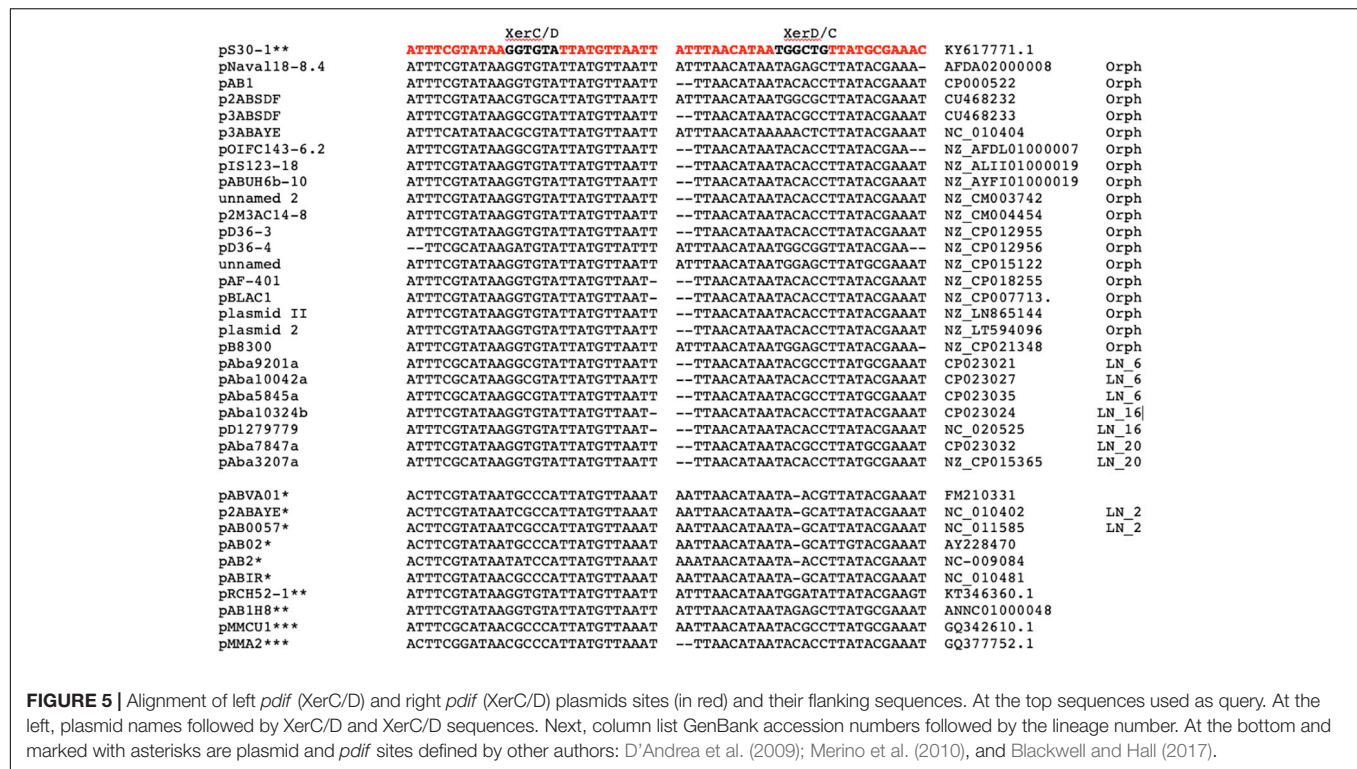 XerC/D XerD/C
pS30-1** ATTTCGTATAAGGTGTATTATGTTAATT ATTTAACATAATGGCTGTTATGCGAAAC KY617771.1
pNaval18-8.4 ATTTCGTATAAGGTGTATTATGTTAATT ATTTAACATAATAGAGCTTATACGAAA- AFDA02000008 Orph
pAB1 ATTTCGTATAAGGTGTATTATGTTAATT --TTAACATAATACACCTTATACGAAAT CP000522 Orph
p2ABSDF ATTTCGTATAACGTGCATTATGTTAATT ATTTAACATAATGGCGCTTATACGAAAT CU468232 Orph
p3ABSDF ATTTCGTATAAGGCGTATTATGTTAATT --TTAACATAATACGCCTTATACGAAAT CU468233 Orph
p3ABAYE ATTTCATATAACGCGTATTATGTTAATT ATTTAACATAAAAACTCTTATACGAAAT NC_010404 Orph
pOIFC143-6.2 ATTTCGTATAAGGTGTATTATGTTAATT --TTAACATAATACACCTTATACGAA-- NZ_AFDL01000007 Orph
pIS123-18 ATTTCGTATAAGGTGTATTATGTTAATT --TTAACATAATACACCTTATACGAAAT NZ_ALII01000019 Orph
pABUH6b-10 ATTTCGTATAAGGTGTATTATGTTAATT --TTAACATAATACACCTTATACGAAAT NZ_AYFI01000019 Orph
unnamed 2 ATTTCGTATAAGGTGTATTATGTTAATT --TTAACATAATACACCTTATACGAAAT NZ_CM003742 Orph
p2M3AC14-8 ATTTCGTATAAGGTGTATTATGTTAATT --TTAACATAATACACCTTATACGAAAT NZ_CM004454 Orph
pD36-3 ATTTCGTATAAGGTGTATTATGTTAATT --TTAACATAATACACCTTATACGAAAT NZ_CP012955 Orph
pD36-4 --TTCGCATAAGATGTATTATGTTATTT ATTTAACATAATGGCGGTTATGCGAA-- NZ_CP012956 Orph
unnamed ATTTCGTATAAGGTGTATTATGTTAATT ATTTAACATAATGGAGCTTATGCGAAAT NZ_CP015122 Orph
pAF-401 ATTTCGTATAAGGTGTATTATGTTAAT- --TTAACATAATACACCTTATACGAAAT NZ_CP018255 Orph
pBLAC1 ATTTCGTATAAGGTGTATTATGTTAAT- --TTAACATAATACACCTTATACGAAAT NZ_CP007713. Orph
plasmid II ATTTCGTATAAGGTGTATTATGTTAATT --TTAACATAATACACCTTATACGAAAT NZ_LN865144 Orph
plasmid 2 ATTTCGTATAAGGTGTATTATGTTAATT --TTAACATAATACACCTTATACGAAAT NZ_LT594096 Orph
pB8300 ATTTCGTATAAGGTGTATTATGTTAATT ATTTAACATAATGGAGCTTATACGAAA- NZ_CP021348 Orph
pAba9201a ATTTCGCATAAGGCGTATTATGTTAATT --TTAACATAATACGCCTTATACGAAAT CP023021 LN_6
pAba10042a ATTTCGCATAAGGCGTATTATGTTAATT --TTAACATAATACACCTTATACGAAAT CP023027 LN_6
pAba5845a ATTTCGTATAAGGCGTATTATGTTAATT --TTAACATAATACGCCTTATGCGAAAT CP023035 LN_6
pAba10324b ATTTCGTATAAGGTGTATTATGTTAAT- --TTAACATAATACACCTTATACGAAAT CP023024 LN_16
pD1279779 ATTTCGTATAAGGTGTATTATGTTAAT- --TTAACATAATACACCTTATACGAAAT NC_020525 LN_16
pAba7847a ATTTCGTATAAGGTGTATTATGTTAATT --TTAACATAATACGCCTTATGCGAAAT CP023032 LN_20
pAba3207a ATTTCGCATAAGGTGTATTATGTTAATT --TTAACATAATACACCTTATGCGAAAT NZ_CP015365 LN_20
pABVA01* ACTTCGTATAATGCCCATTATGTTAAAT AATTAACATAATA-ACGTTATACGAAAT FM210331
p2ABAYE* ACTTCGTATAATCGCCATTATGTTAAAT AATTAACATAATA-GCATTATACGAAAT NC_010402 LN_2
pAB0057* ACTTCGTATAATCGCCATTATGTTAAAT AATTAACATAATA-GCATTATACGAAAT NC_011585 LN_2
pAB02* ACTTCGTATAATGCCCATTATGTTAAAT AATTAACATAATA-GCATTGTACGAAAT AY228470
pAB2* ACTTCGTATAATATCCATTATGTTAAAT AAATAACATAATA-ACCTTATACGAAAT NC-009084
pABIR* ATTTCGTATAACGCCCATTATGTTAAAT AATTAACATAATA-GCATTATACGAAAT NC_010481
pRCH52-1** ATTTCGTATAAGGTGTATTATGTTAATT ATTTAACATAATGGATATTATACGAAGT KT346360.1
pAB1H8** ATTTCGTATAAGGTGTATTATGTTAATT ATTTAACATAATAGAGCTTATGCGAAAT ANNC01000048
pMMCU1*** ATTTCGCATAACGCCCATTATGTTAAAT AATTAACATAATACGCCTTATGCGAAAT GQ342610.1
pMMA2*** ACTTCGGATAACGCCCATTATGTTAAAT --TTAACATAATACACCTTATACGAAAT GQ377752.1
FIGURE 5 | Alignment of left pdif (XerC/D) and right pdif (XerC/D) plasmids sites (in red) and their flanking sequences. At the top sequences used as query. At the
left, plasmid names followed by XerC/D and XerC/D sequences. Next, column list GenBank accession numbers followed by the lineage number. At the bottom and
marked with asterisks are plasmid and pdif sites defined by other authors: D'Andrea et al. (2009); Merino et al. (2010), and Blackwell and Hall (2017).